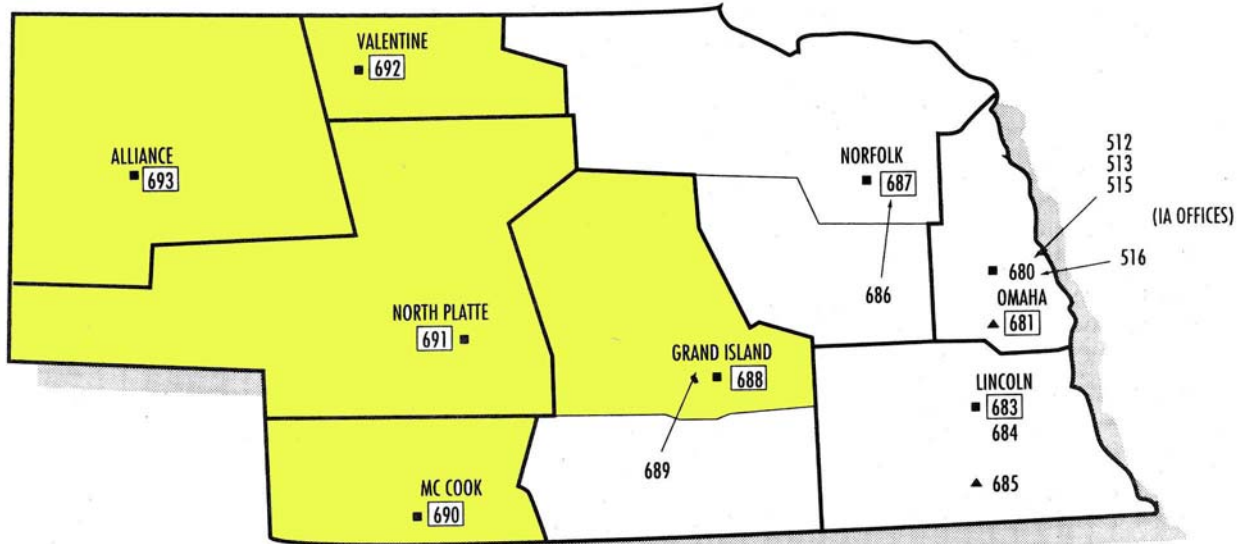 VALENTINE
692
ALLIANCE
693
NORFOLK
687
686
512
513
515
(IA OFFICES)
516
680
OMAHA
681
NORTH PLATTE
691
GRAND ISLAND
688
689
LINCOLN
683
684
685
MC COOK
690